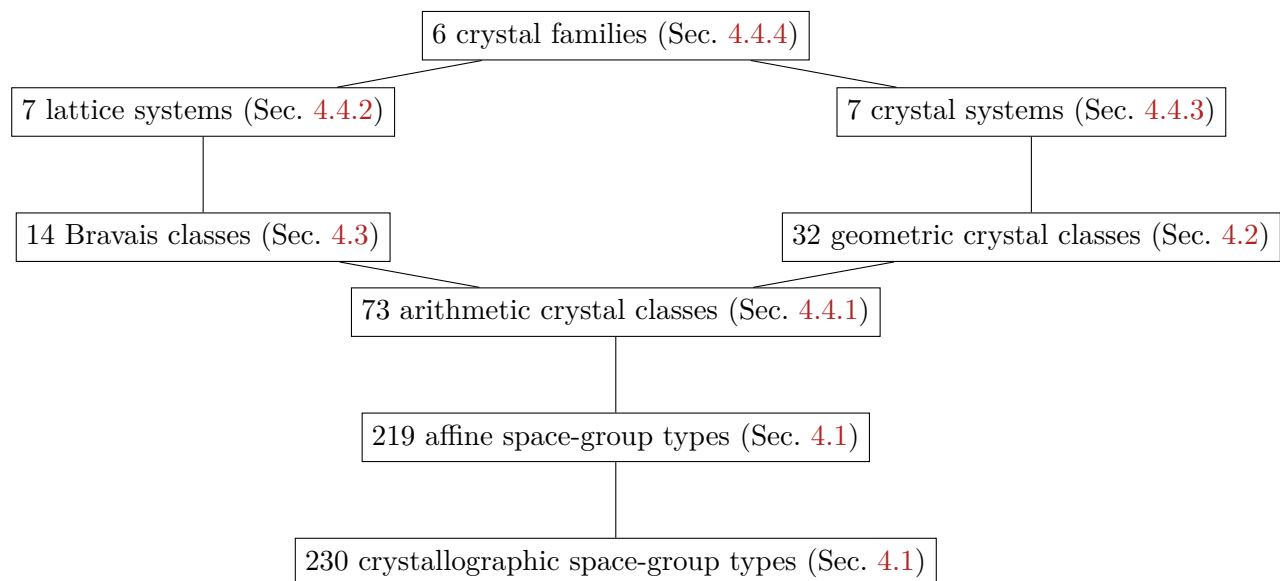 6 crystal families (Sec. 4.4.4)
7 lattice systems (Sec. 4.4.2)
7 crystal systems (Sec. 4.4.3)
14 Bravais classes (Sec. 4.3)
32 geometric crystal classes (Sec. 4.2)
73 arithmetic crystal classes (Sec. 4.4.1)
219 affine space-group types (Sec. 4.1)
230 crystallographic space-group types (Sec. 4.1)